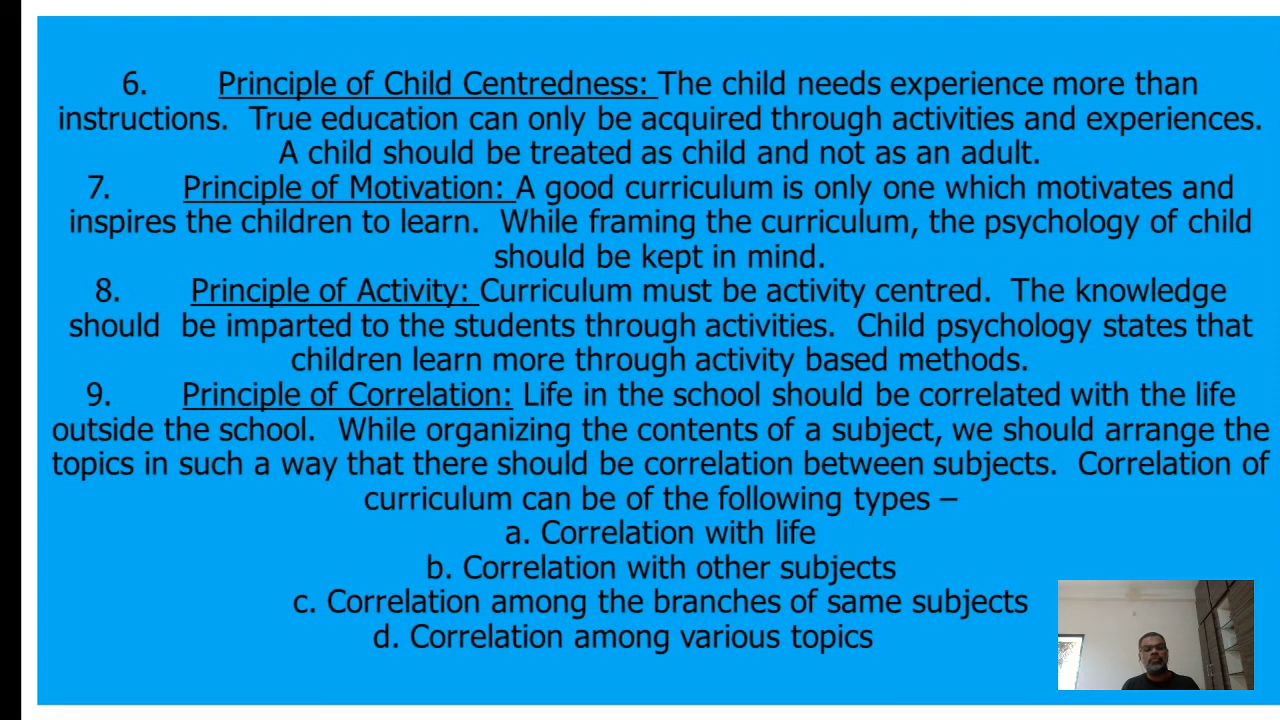 6. Principle of Child Centredness: The child needs experience more than
instructions. True education can only be acquired through activities and experiences.
A child should be treated as child and not as an adult.
7. Principle of Motivation: A good curriculum is only one which motivates and
inspires the children to learn. While framing the curriculum, the psychology of child
should be kept in mind.
8. Principle of Activity: Curriculum must be activity centred. The knowledge
should be imparted to the students through activities. Child psychology states that
children learn more through activity based methods.
9. Principle of Correlation: Life in the school should be correlated with the life
outside the school. While organizing the contents of a subject, we should arrange the
topics in such a way that there should be correlation between subjects. Correlation of
curriculum can be of the following types –
a. Correlation with life
b. Correlation with other subjects
c. Correlation among the branches of same subjects
d. Correlation among various topics